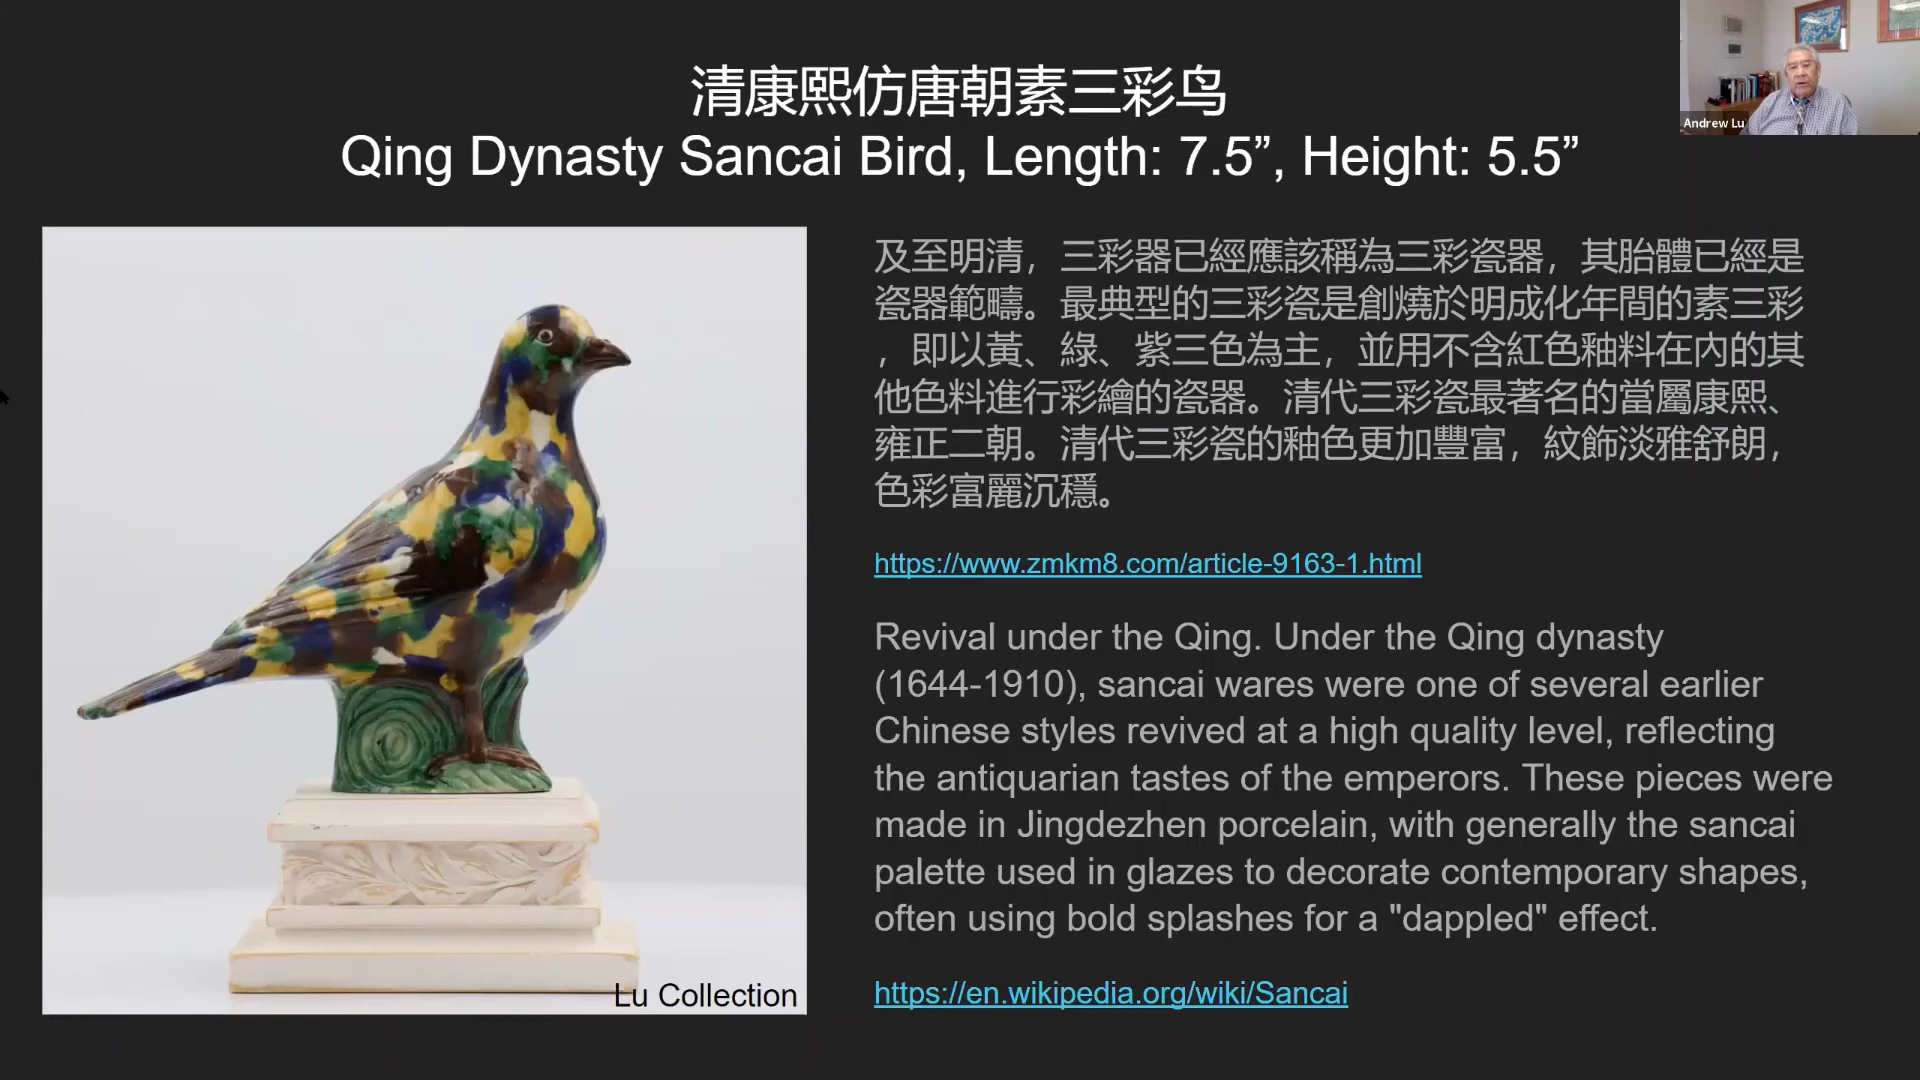 清康熙仿唐朝素三彩鸟
Qing Dynasty Sancai Bird, Length: 7.5”, Height: 5.5”
Andrew Lu
及至明清，三彩器已經應該稱為三彩瓷器，其胎體已經是
瓷器範疇。最典型的三彩瓷是創燒於明成化年間的素三彩
，即以黃、綠、紫三色為主，並用不含紅色釉料在內的其
他色料進行彩繪的瓷器。清代三彩瓷最著名的當屬康熙、
雍正二朝。清代三彩瓷的釉色更加豐富，紋飾淡雅舒朗，
色彩富麗沉穩。
https://www.zmkm8.com/article-9163-1.html
Revival under the Qing. Under the Qing dynasty
(1644-1910), sancai wares were one of several earlier
Chinese styles revived at a high quality level, reflecting
the antiquarian tastes of the emperors. These pieces were
made in Jingdezhen porcelain, with generally the sancai
palette used in glazes to decorate contemporary shapes,
often using bold splashes for a "dappled" effect.
https://en.wikipedia.org/wiki/Sancai
Lu Collection